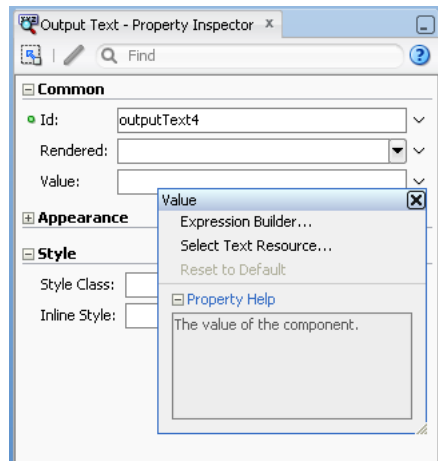 Output Text - Property Inspector
Find
Common
Id: outputText4
Rendered:
Value:
Value
Expression Builder...
Select Text Resource...
Reset to Default
Property Help
The value of the component.
Appearance
Style
Style Class:
Inline Style: